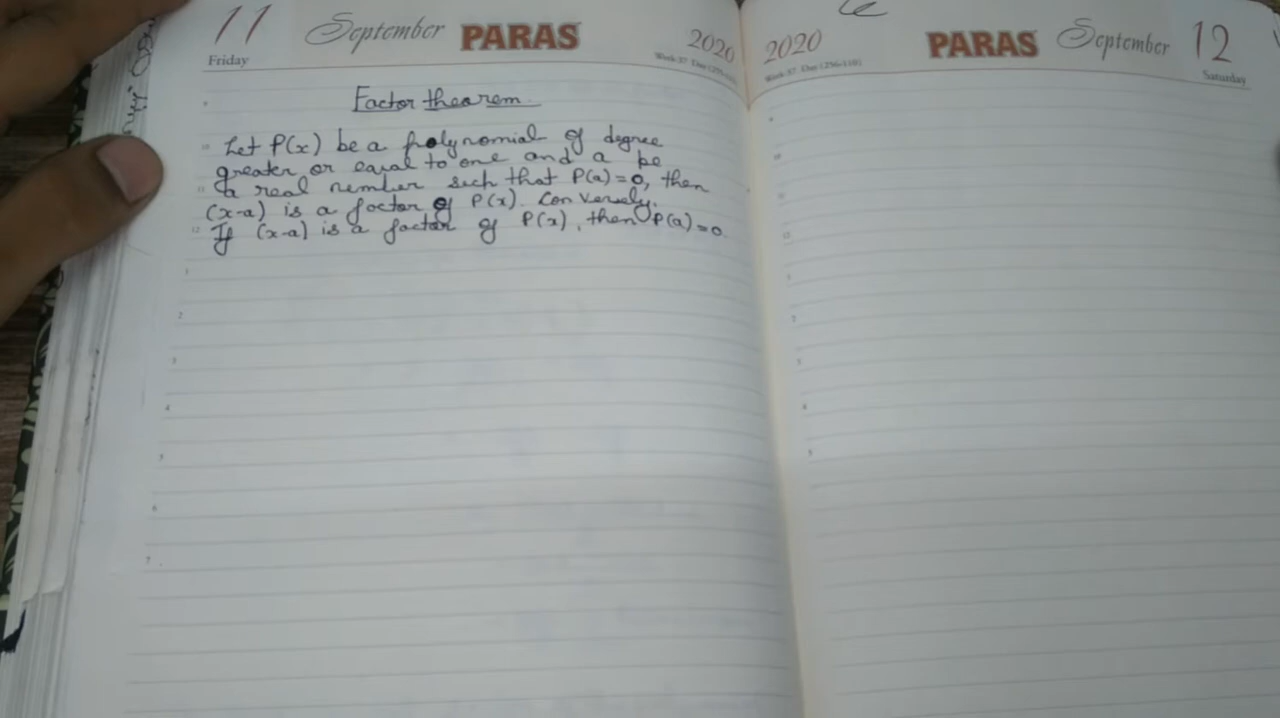 11 September PARAS 2020
Friday
Factor theorem
Let P(x) be a polynomial of degree
greater or equal to one and a be
a real number such that P(a)=0, then
(x-a) is a factor of P(x). Conversely.
If (x-a) is a factor of P(x), then P(a)=0.
2020 PARAS September 12
Saturday